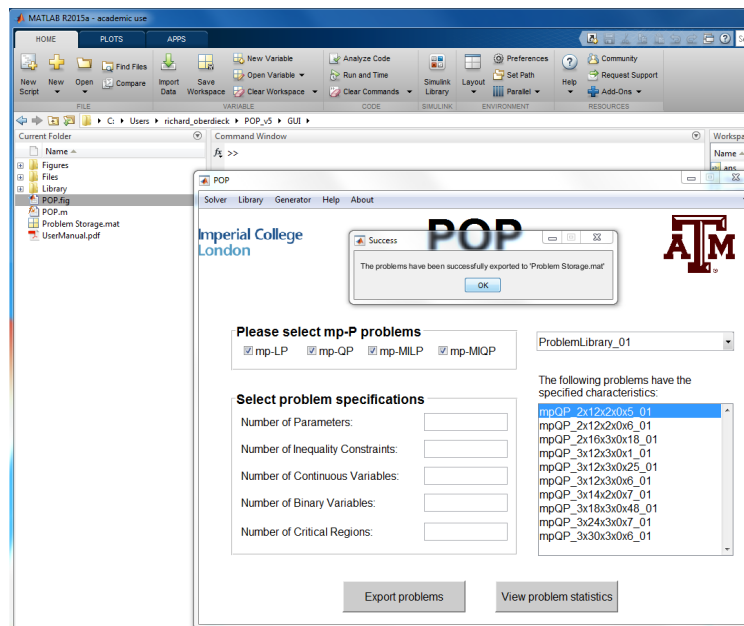 MATLAB R2015a - academic use
HOME PLOTS APPS
New Script
New
Open
Find Files
Compare
Import Data
Save Workspace
New Variable
Open Variable
Clear Workspace
Analyze Code
Run and Time
Clear Commands
Simulink Library
Layout
Preferences
Set Path
Parallel
Help
Community
Request Support
Add-Ons
FILE VARIABLE CODE SIMULINK ENVIRONMENT RESOURCES
C: Users richard_oberdieck POP_v5 GUI
Current Folder
Name
Figures
Files
Library
POP.fig
POP.m
Problem Storage.mat
UserManual.pdf
Command Window
fx >>
Name
ans
POP
Solver Library Generator Help About
Imperial College
London
POP
ATM
Success
The problems have been successfully exported to 'Problem Storage.mat'
OK
Please select mp-P problems
mp-LP mp-QP mp-MILP mp-MIQP
Select problem specifications
Number of Parameters:
Number of Inequality Constraints:
Number of Continuous Variables:
Number of Binary Variables:
Number of Critical Regions:
ProblemLibrary_01
The following problems have the
specified characteristics:
mpQP_2x12x2x0x5_01
mpQP_2x12x2x0x6_01
mpQP_2x16x3x0x18_01
mpQP_3x12x3x0x1_01
mpQP_3x12x3x0x25_01
mpQP_3x12x3x0x6_01
mpQP_3x14x2x0x7_01
mpQP_3x18x3x0x48_01
mpQP_3x24x3x0x7_01
mpQP_3x30x3x0x6_01
Export problems
View problem statistics